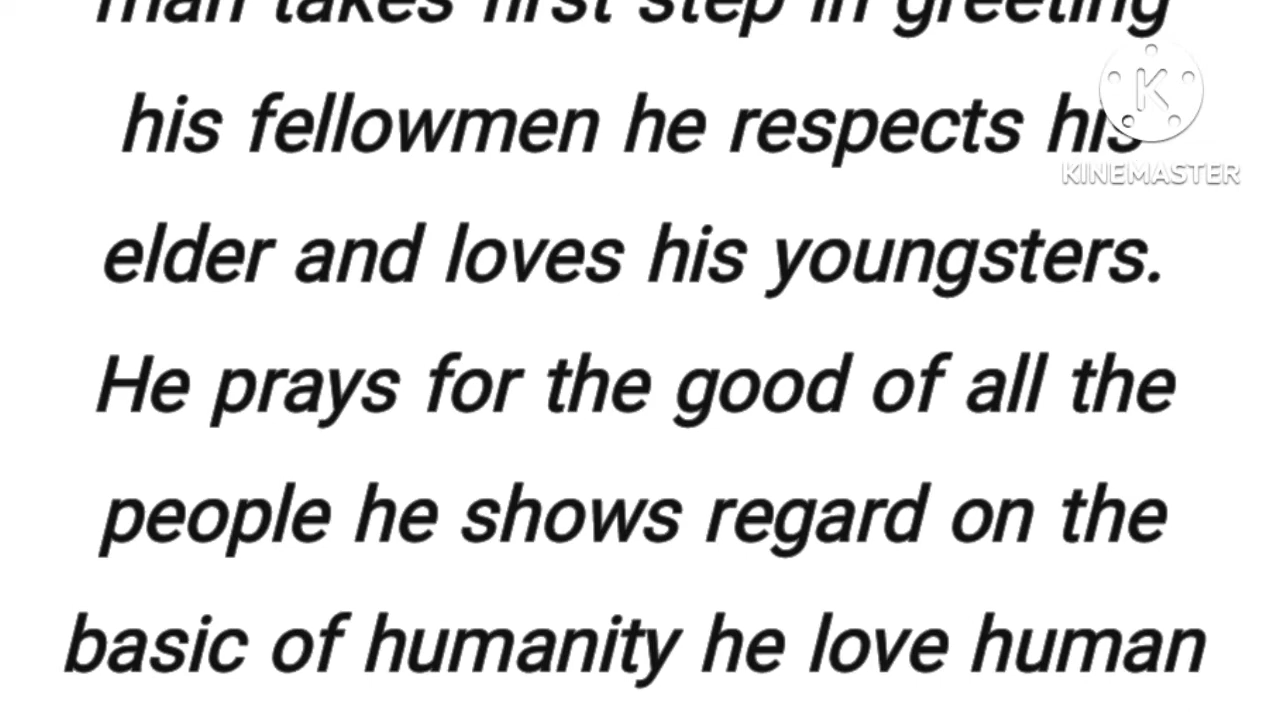 man takes first step in greeting
his fellowmen he respects his
KINEMASTER
elder and loves his youngsters.
He prays for the good of all the
people he shows regard on the
basic of humanity he love human